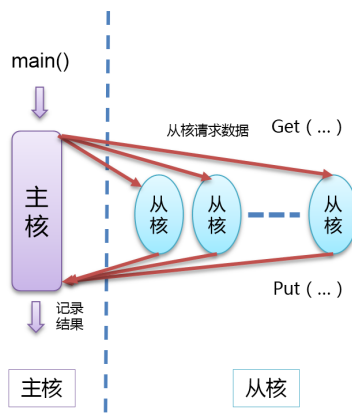 main()
从核请求数据
Get (...)
主
核
从
核
从
核
从
核
Put (...)
记录
结果
主核
从核